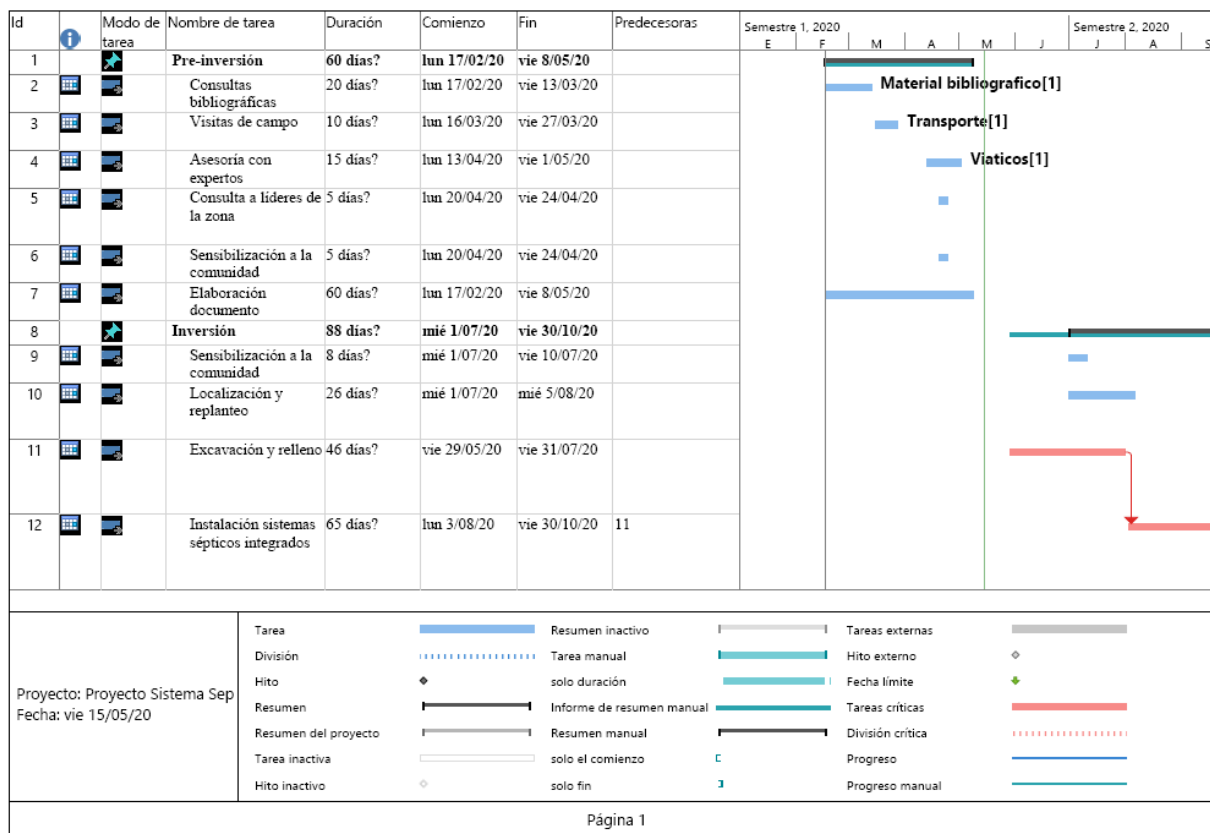 Id Modo de tarea Nombre de tarea Duración Comienzo Fin Predecesoras
Semestre 1, 2020 Semestre 2, 2020
E F M A M J J A S
1 Pre-inversión 60 días? lun 17/02/20 vie 8/05/20
2 Consultas bibliográficas 20 días? lun 17/02/20 vie 13/03/20 Material bibliografico[1]
3 Visitas de campo 10 días? lun 16/03/20 vie 27/03/20 Transporte[1]
4 Asesoría con expertos 15 días? lun 13/04/20 vie 1/05/20 Viaticos[1]
5 Consulta a líderes de la zona 5 días? lun 20/04/20 vie 24/04/20
6 Sensibilización a la comunidad 5 días? lun 20/04/20 vie 24/04/20
7 Elaboración documento 60 días? lun 17/02/20 vie 8/05/20
8 Inversión 88 días? mié 1/07/20 vie 30/10/20
9 Sensibilización a la comunidad 8 días? mié 1/07/20 vie 10/07/20
10 Localización y replanteo 26 días? mié 1/07/20 mié 5/08/20
11 Excavación y relleno 46 días? vie 29/05/20 vie 31/07/20
12 Instalación sistemas sépticos integrados 65 días? lun 3/08/20 vie 30/10/20 11
Proyecto: Proyecto Sistema Sep
Fecha: vie 15/05/20
Tarea Resumen inactivo Tareas externas
División Tarea manual Hito externo
Hito solo duración Fecha límite
Resumen Informe de resumen manual Tareas críticas
Resumen del proyecto Resumen manual División crítica
Tarea inactiva solo el comienzo Progreso
Hito inactivo solo fin Progreso manual
Página 1